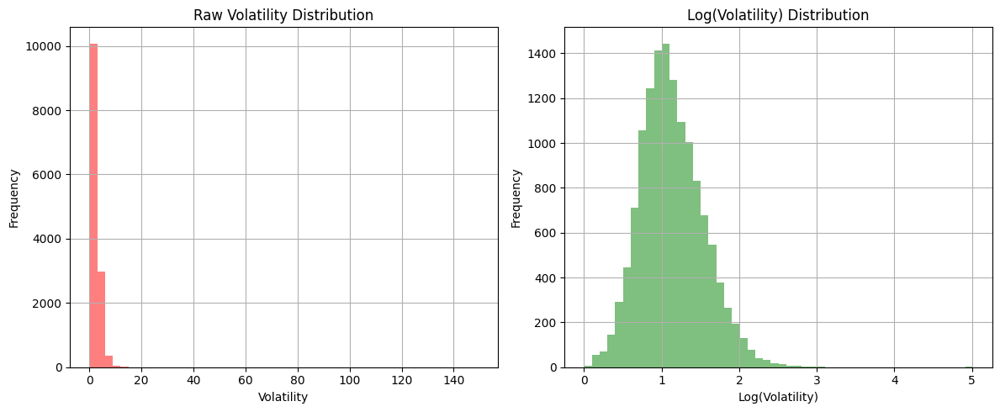 Raw Volatility Distribution
Frequency
10000
8000
6000
4000
2000
0
0 20 40 60 80 100 120 140
Volatility
Log(Volatility) Distribution
Frequency
1400
1200
1000
800
600
400
200
0
0 1 2 3 4 5
Log(Volatility)